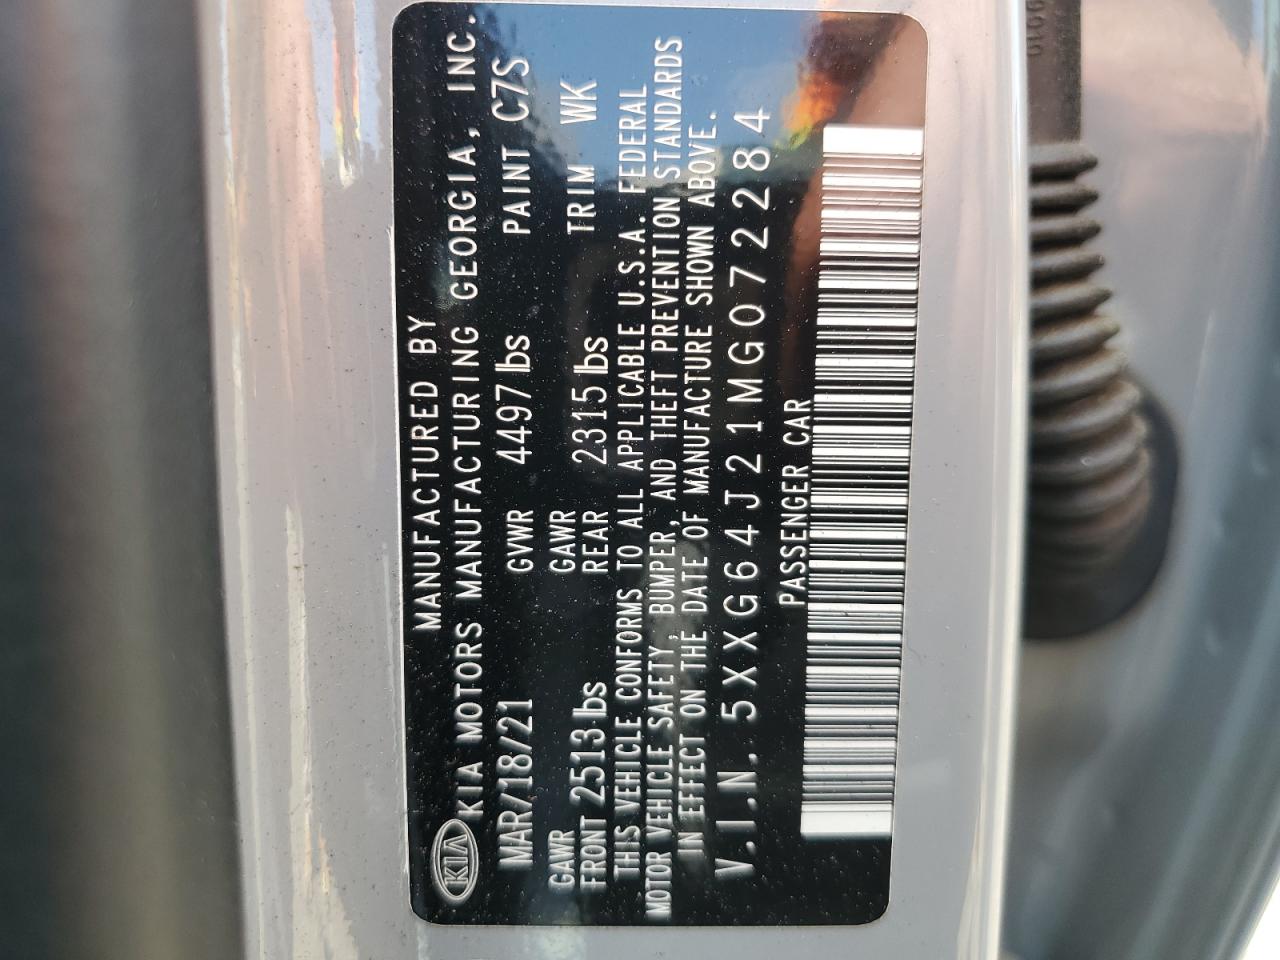 KIA
MANUFACTURED BY
KIA MOTORS MANUFACTURING GEORGIA, INC.
MAR/18/21 GVWR 4497 lbs PAINT C7S
GAWR FRONT 2513 lbs GAWR REAR 2315 lbs TRIM WK
THIS VEHICLE CONFORMS TO ALL APPLICABLE U.S.A. FEDERAL
MOTOR VEHICLE SAFETY, BUMPER, AND THEFT PREVENTION STANDARDS
IN EFFECT ON THE DATE OF MANUFACTURE SHOWN ABOVE.
V.I.N. 5XXG64J21MG072284
PASSENGER CAR